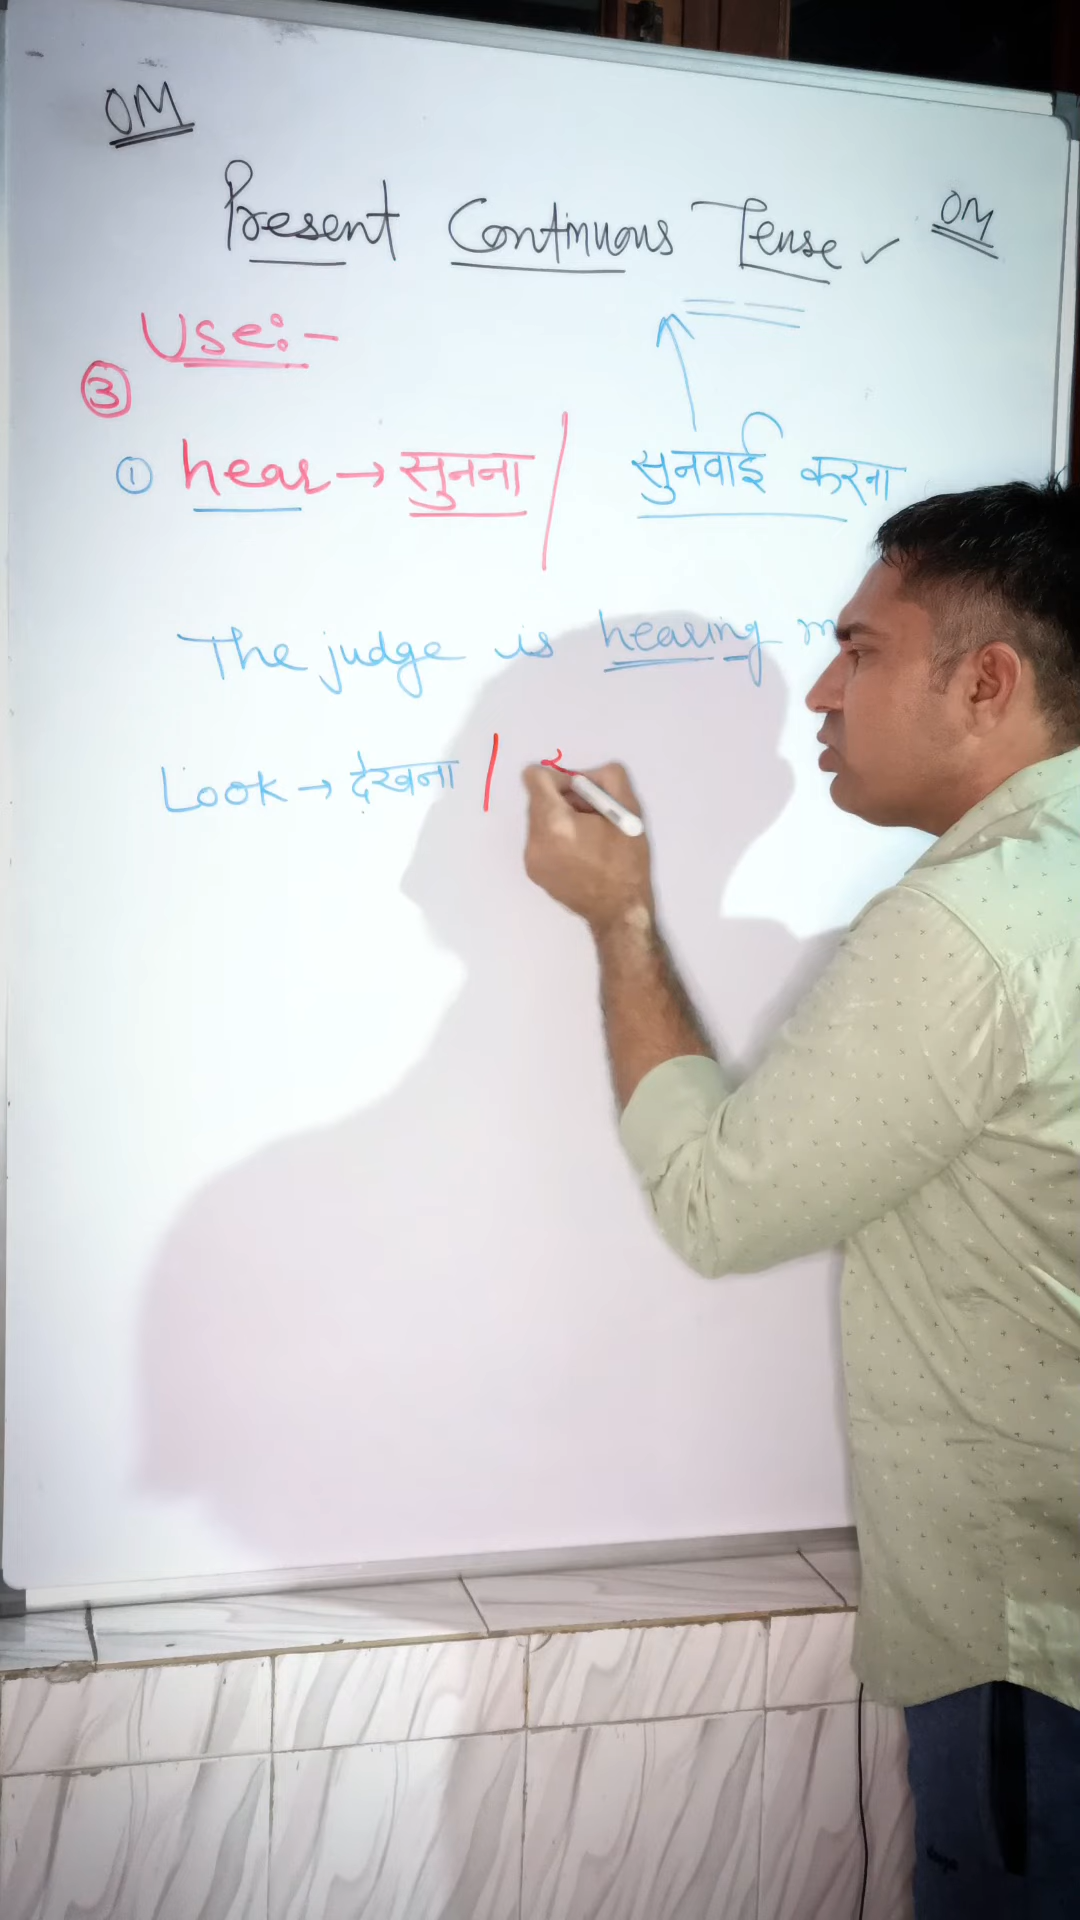 OM
Present Continuous Tense ✓ OM
Use:-
③
① hear → सुनना / सुनवाई करना
The judge is hearing
Look → देखना /